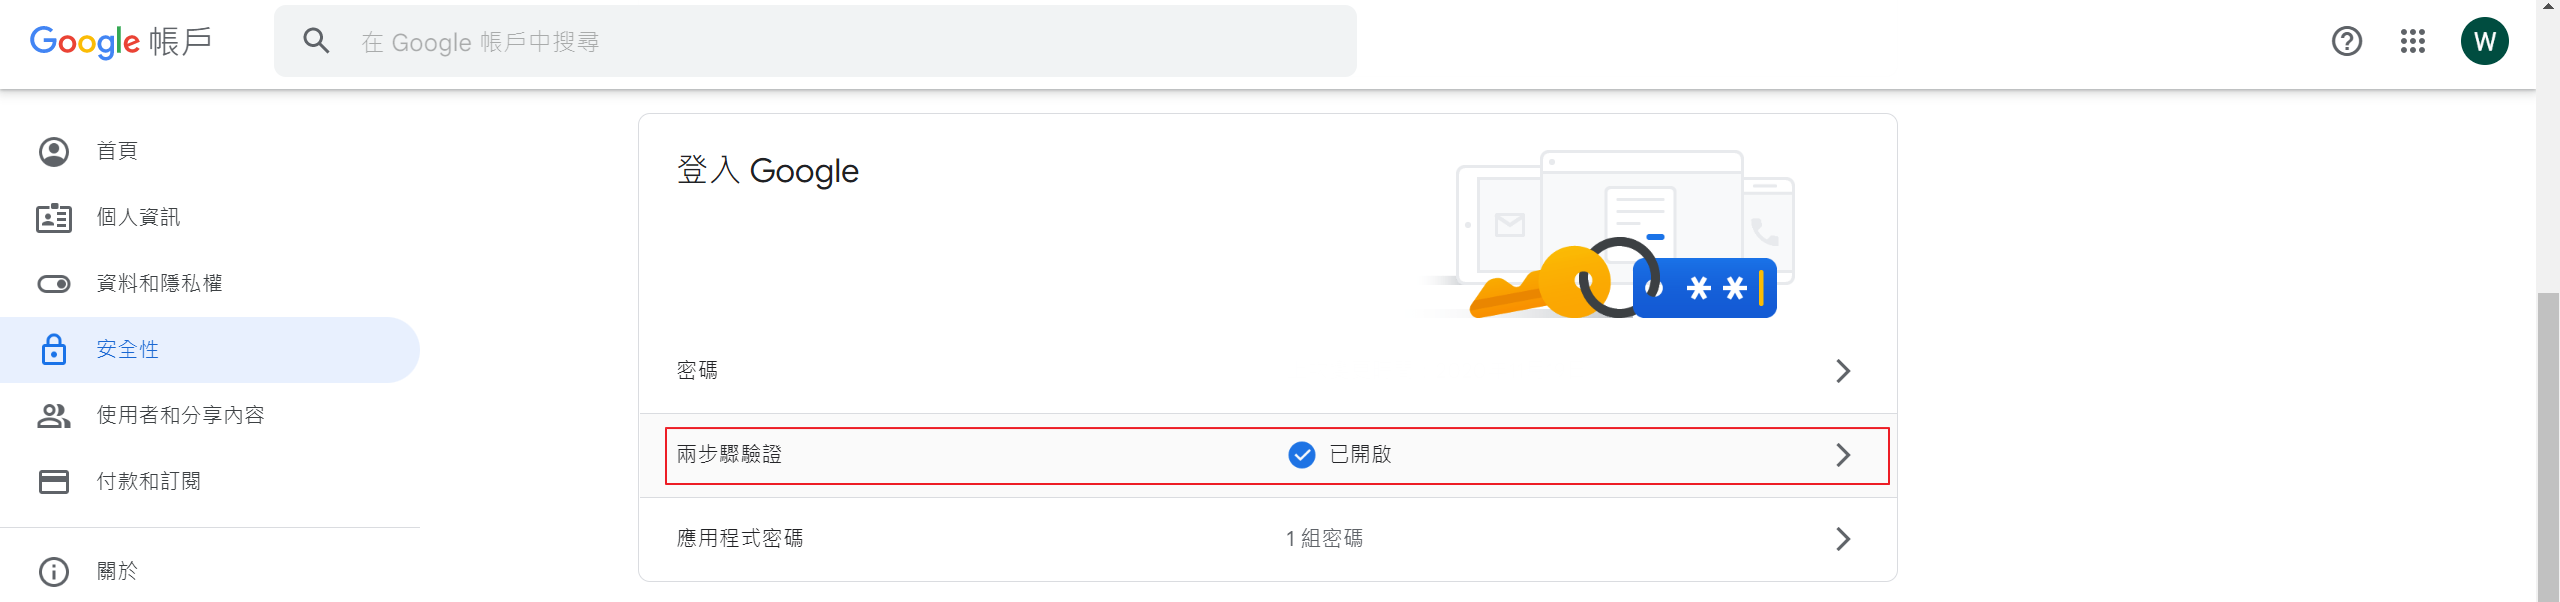 Google 帳戶
在 Google 帳戶中搜尋
W
首頁
個人資訊
資料和隱私權
安全性
使用者和分享內容
付款和訂閱
關於
登入 Google
**
密碼
兩步驟驗證 已開啟
應用程式密碼 1 組密碼